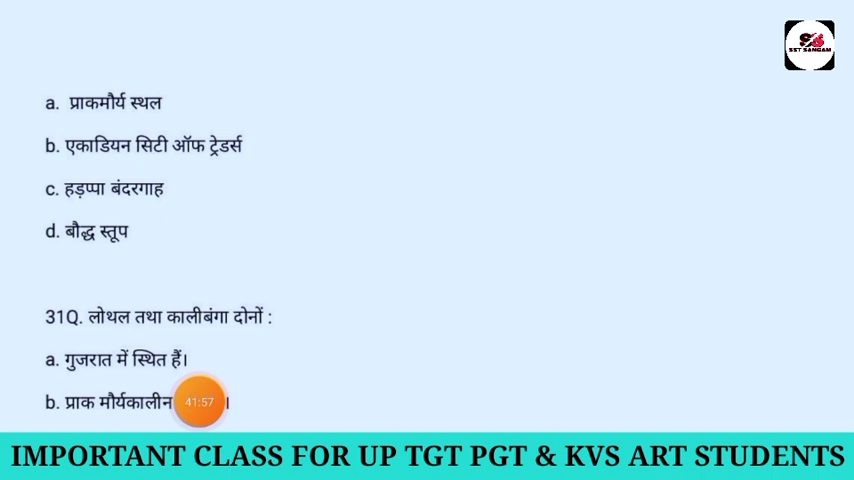 SS
SST SANGAM
a. प्राकमौर्य स्थल
b. एकाडियन सिटी ऑफ ट्रेडर्स
c. हड़प्पा बंदरगाह
d. बौद्ध स्तूप
31Q. लोथल तथा कालीबंगा दोनों :
a. गुजरात में स्थित हैं।
b. प्राक मौर्यकालीन 41:57 ।
IMPORTANT CLASS FOR UP TGT PGT & KVS ART STUDENTS